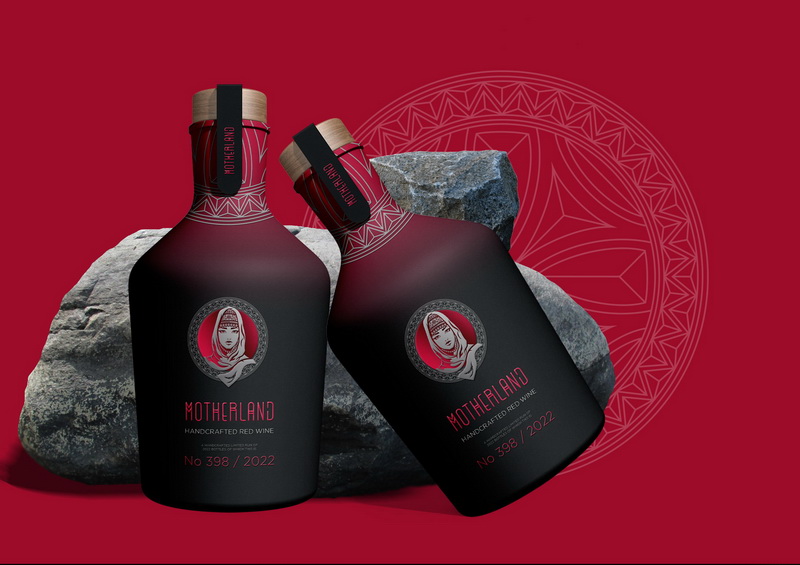 MOTHERLAND
MOTHERLAND
HANDCRAFTED RED WINE
No 398 / 2022
MOTHERLAND
MOTHERLAND
HANDCRAFTED RED WINE
No 398 / 2022